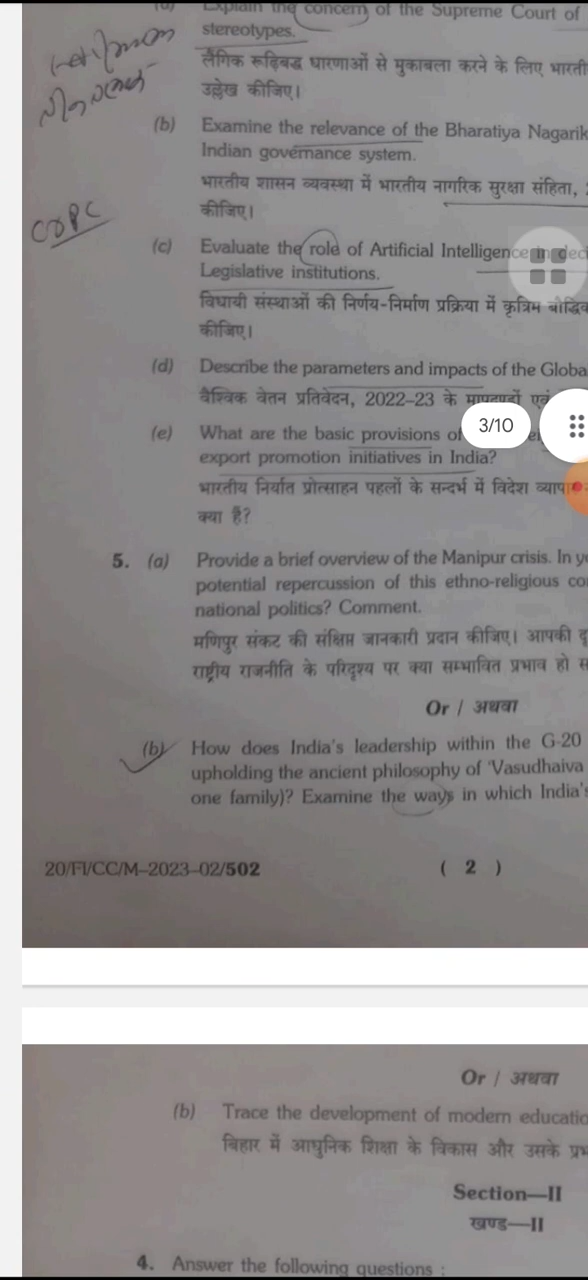 Explain the concern of the Supreme Court of
stereotypes.
लैंगिक रूढ़िबद्ध धारणाओं से मुकाबला करने के लिए भारती
उल्लेख कीजिए।
(b) Examine the relevance of the Bharatiya Nagarik
Indian governance system.
भारतीय शासन व्यवस्था में भारतीय नागरिक सुरक्षा संहिता,
कीजिए।
CrPC
(c) Evaluate the role of Artificial Intelligence in deci
Legislative institutions.
विधायी संस्थाओं की निर्णय-निर्माण प्रक्रिया में कृत्रिम बौद्धिक
कीजिए।
(d) Describe the parameters and impacts of the Globa
वैश्विक वेतन प्रतिवेदन, 2022-23 के मापदण्डों एवं
3/10
(e) What are the basic provisions of
export promotion initiatives in India?
भारतीय निर्यात प्रोत्साहन पहलों के सन्दर्भ में विदेश व्यापा
क्या हैं?
5. (a) Provide a brief overview of the Manipur crisis. In y
potential repercussion of this ethno-religious co
national politics? Comment.
मणिपुर संकट की संक्षिप्त जानकारी प्रदान कीजिए। आपकी दृ
राष्ट्रीय राजनीति के परिदृश्य पर क्या सम्भावित प्रभाव हो स
Or / अथवा
(b) How does India's leadership within the G-20
upholding the ancient philosophy of 'Vasudhaiva
one family)? Examine the ways in which India's
20/FI/CC/M-2023-02/502
( 2 )
Or / अथवा
(b) Trace the development of modern educatio
बिहार में आधुनिक शिक्षा के विकास और उसके प्रभ
Section—II
खण्ड—II
4. Answer the following questions :